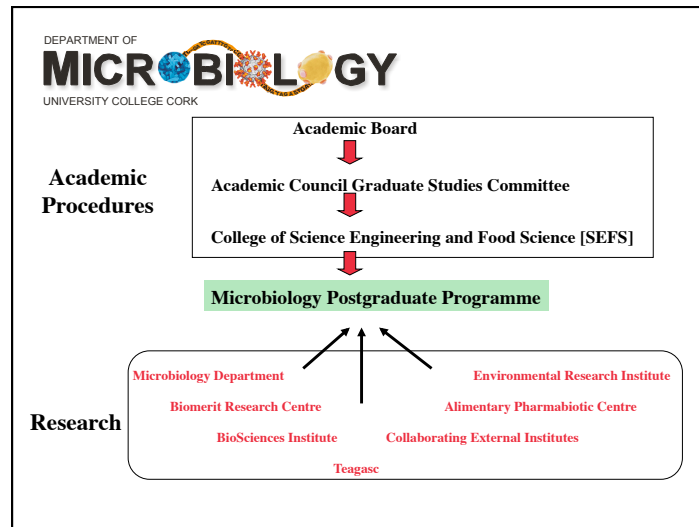 DEPARTMENT OF
MICROBIOLOGY
UNIVERSITY COLLEGE CORK
Academic Board
Academic
Procedures
Academic Council Graduate Studies Committee
College of Science Engineering and Food Science [SEFS]
Microbiology Postgraduate Programme
Microbiology Department
Environmental Research Institute
Biomerit Research Centre
Alimentary Pharmabiotic Centre
Research
BioSciences Institute
Collaborating External Institutes
Teagasc